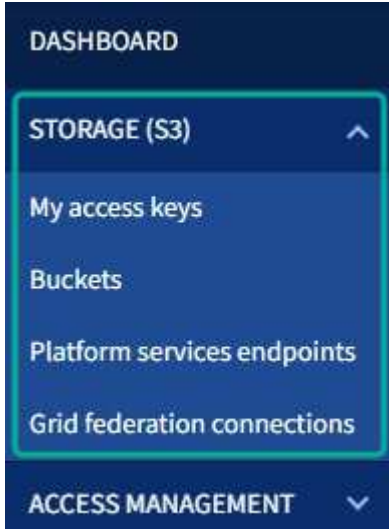 DASHBOARD
STORAGE (S3)
My access keys
Buckets
Platform services endpoints
Grid federation connections
ACCESS MANAGEMENT